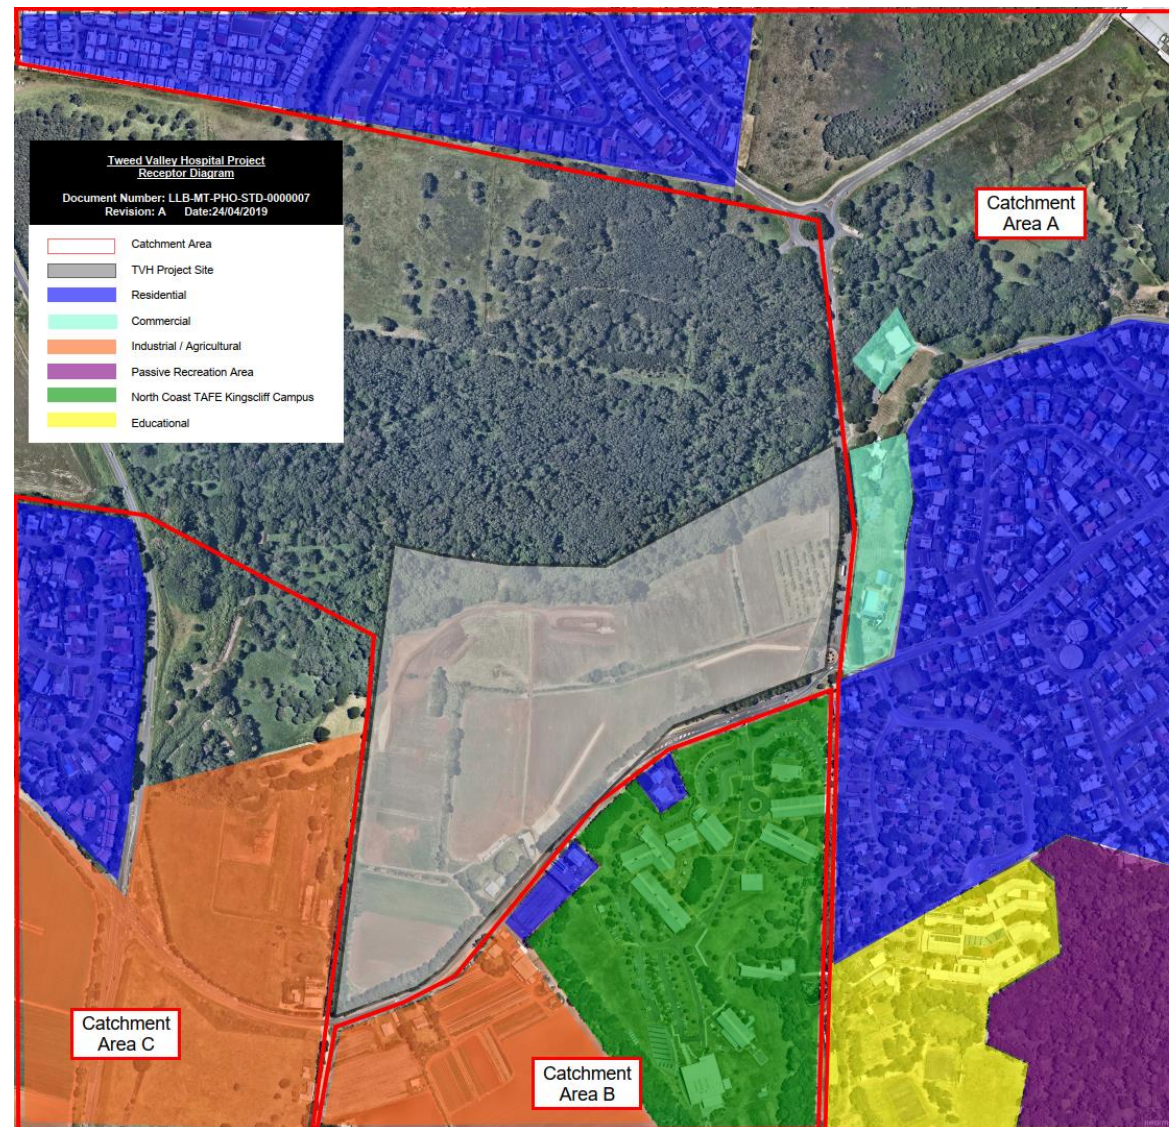 Tweed Valley Hospital Project
Receptor Diagram
Document Number: LLB-MT-PHO-STD-0000007
Revision: A Date:24/04/2019
Catchment Area
TVH Project Site
Residential
Commercial
Industrial / Agricultural
Passive Recreation Area
North Coast TAFE Kingscliff Campus
Educational
Catchment
Area A
Catchment
Area C
Catchment
Area B